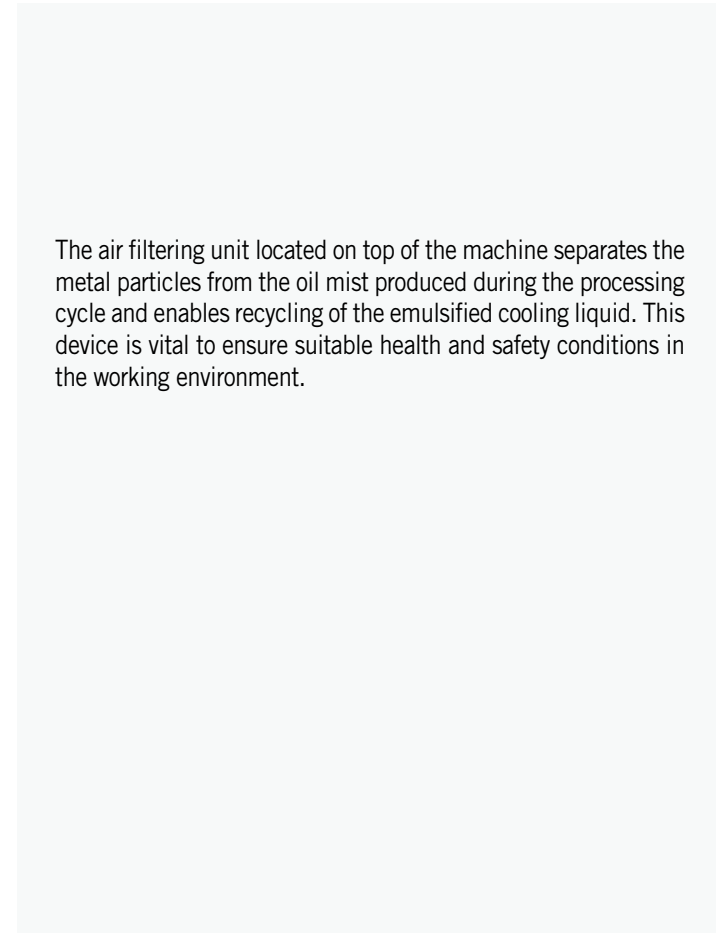 The air filtering unit located on top of the machine separates the
metal particles from the oil mist produced during the processing
cycle and enables recycling of the emulsified cooling liquid. This
device is vital to ensure suitable health and safety conditions in
the working environment.